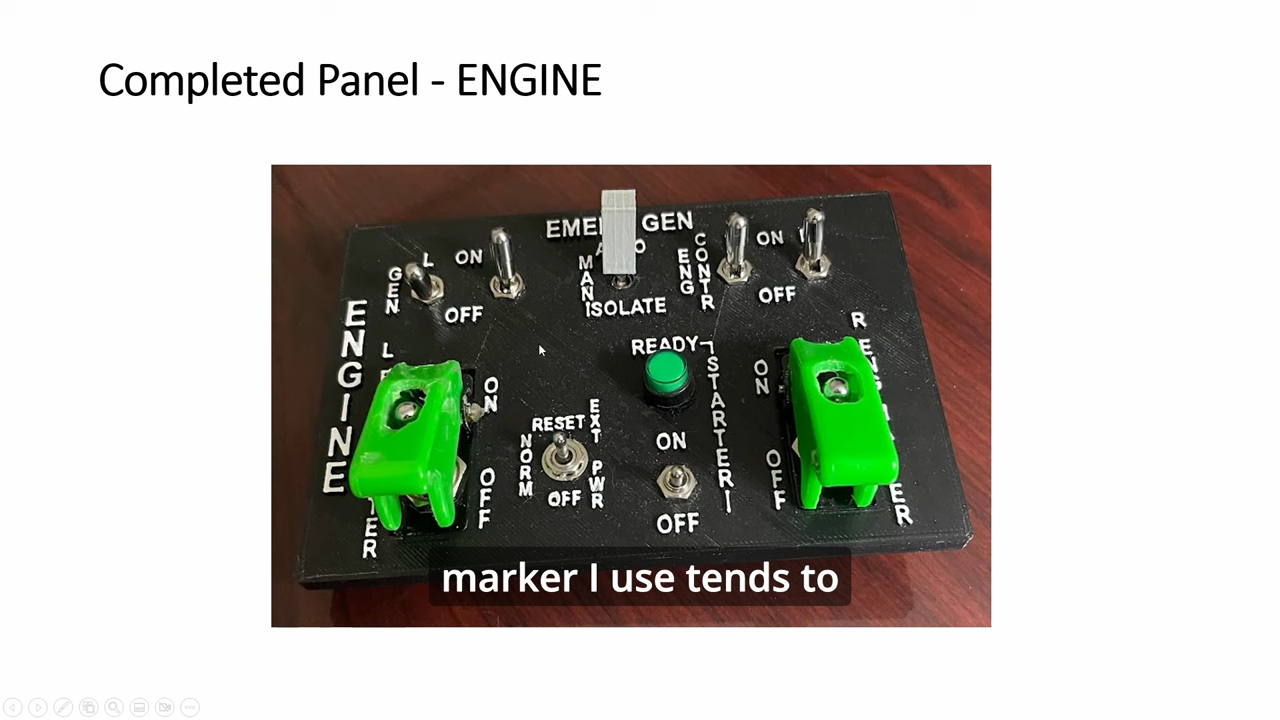 Completed Panel - ENGINE
EMER GEN
L
ON
GEN
OFF
MAN
ISOLATE
ENG
CONTR
ON
OFF
ENGINE
L
ON
OFF
ER
RESET
NORM
OFF
EXT PWR
READY
STARTER
ON
OFF
R
ON
OFF
ER
marker I use tends to